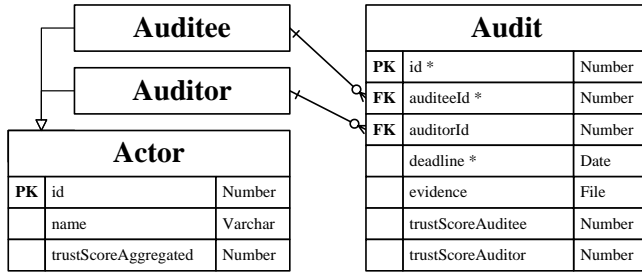 Auditee
Auditor
Actor
PK id Number
name Varchar
trustScoreAggregated Number
Audit
PK id * Number
FK auditeeId * Number
FK auditorId Number
deadline * Date
evidence File
trustScoreAuditee Number
trustScoreAuditor Number